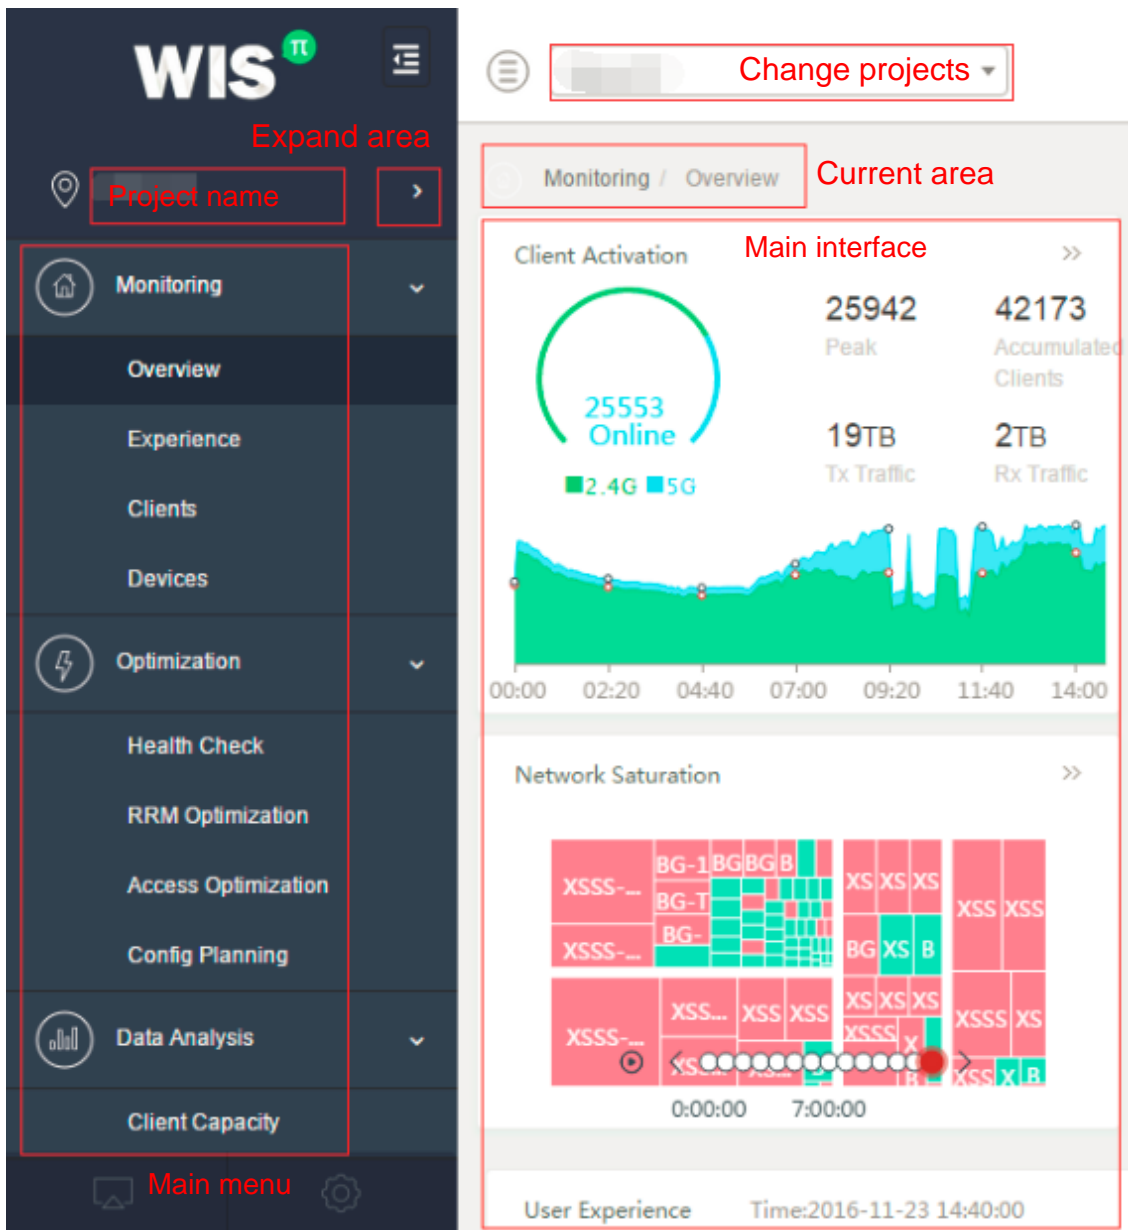 WIS π
Expand area
Project name
Monitoring
Overview
Experience
Clients
Devices
Optimization
Health Check
RRM Optimization
Access Optimization
Config Planning
Data Analysis
Client Capacity
Main menu
Change projects
Monitoring / Overview
Current area
Main interface
Client Activation
25553
Online
2.4G 5G
25942
Peak
42173
Accumulated
Clients
19TB
Tx Traffic
2TB
Rx Traffic
00:00 02:20 04:40 07:00 09:20 11:40 14:00
Network Saturation
BG-1 BG BG B
XSSS-...
BG-T
BG-
XSSS-...
XS XS XS
BG XS B
XSS XSS
XSS... XSS XSS
XSSS-...
XS XS XS
XSSS X
XSSS XS
XSS X B
0:00:00 7:00:00
User Experience Time:2016-11-23 14:40:00